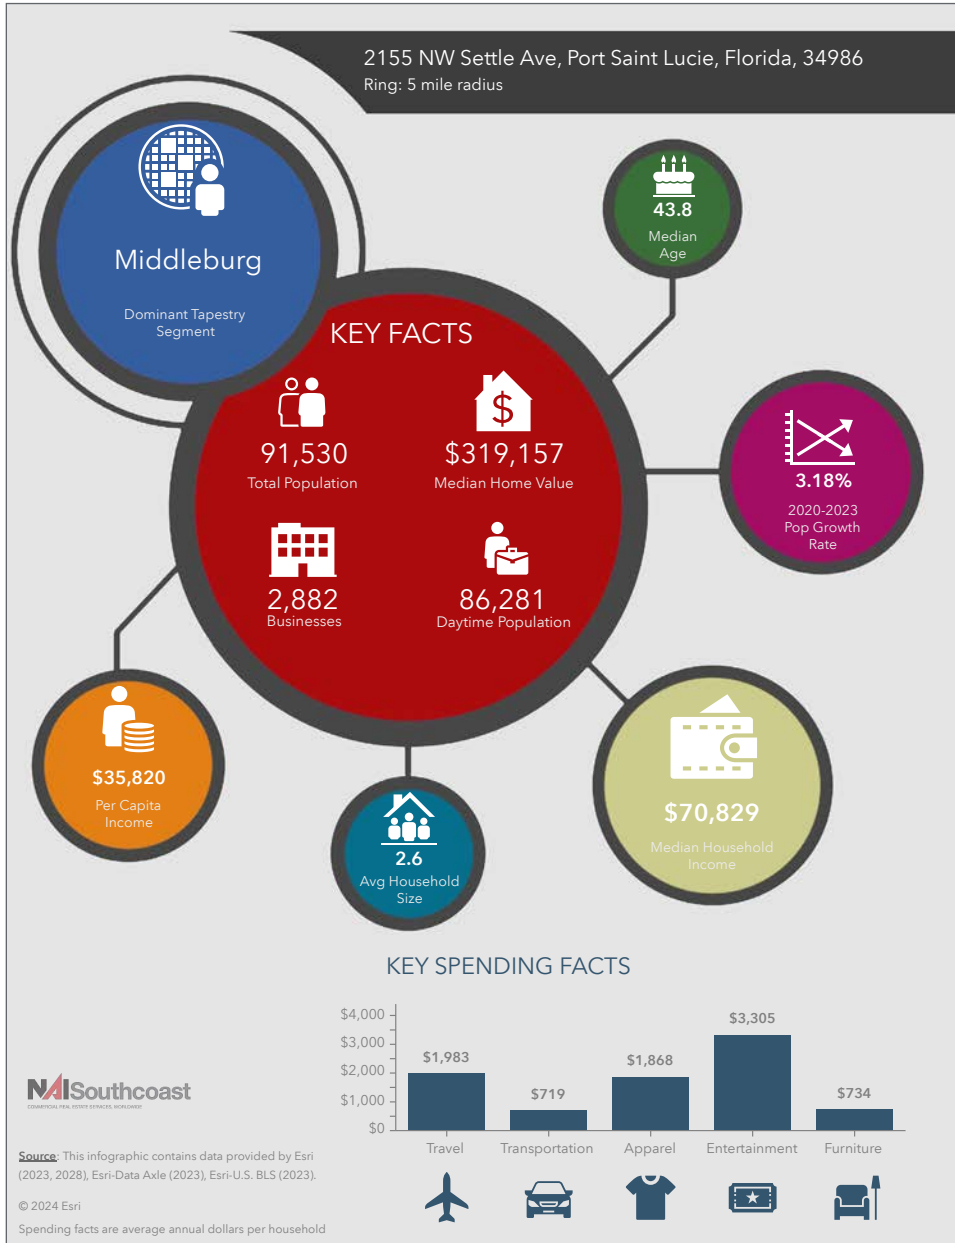 2155 NW Settle Ave, Port Saint Lucie, Florida, 34986
Ring: 5 mile radius
Middleburg
Dominant Tapestry
Segment
43.8
Median
Age
KEY FACTS
91,530
Total Population
$319,157
Median Home Value
2,882
Businesses
86,281
Daytime Population
3.18%
2020-2023
Pop Growth
Rate
$35,820
Per Capita
Income
2.6
Avg Household
Size
$70,829
Median Household
Income
KEY SPENDING FACTS
$4,000
$3,000
$2,000
$1,000
$0
$1,983
$719
$1,868
$3,305
$734
Travel
Transportation
Apparel
Entertainment
Furniture
NAISouthcoast
COMMERCIAL REAL ESTATE SERVICES, WORLDWIDE
Source: This infographic contains data provided by Esri
(2023, 2028), Esri-Data Axle (2023), Esri-U.S. BLS (2023).
© 2024 Esri
Spending facts are average annual dollars per household